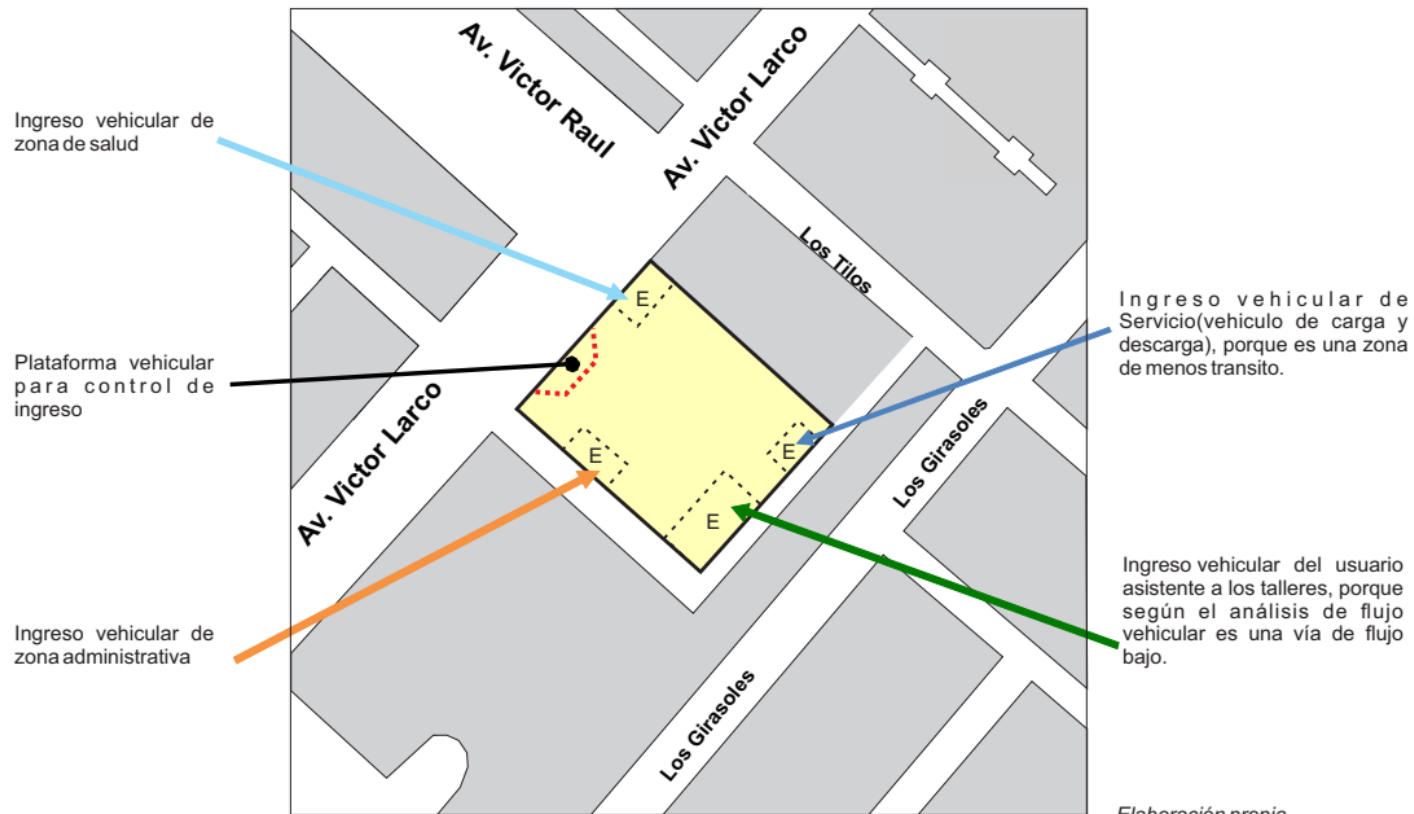 Av. Victor Raul
Av. Victor Larco
Ingreso vehicular de
zona de salud
Los Tilos
E
Ingreso vehicular de
Servicio(vehiculo de carga y
descarga), porque es una zona
de menos transito.
Plataforma vehicular
para control de
ingreso
Av. Victor Larco
Los Girasoles
E
E
E
Ingreso vehicular del usuario
asistente a los talleres, porque
según el análisis de flujo
vehicular es una vía de flujo
bajo.
Ingreso vehicular de
zona administrativa
Los Girasoles
Elaboración propia